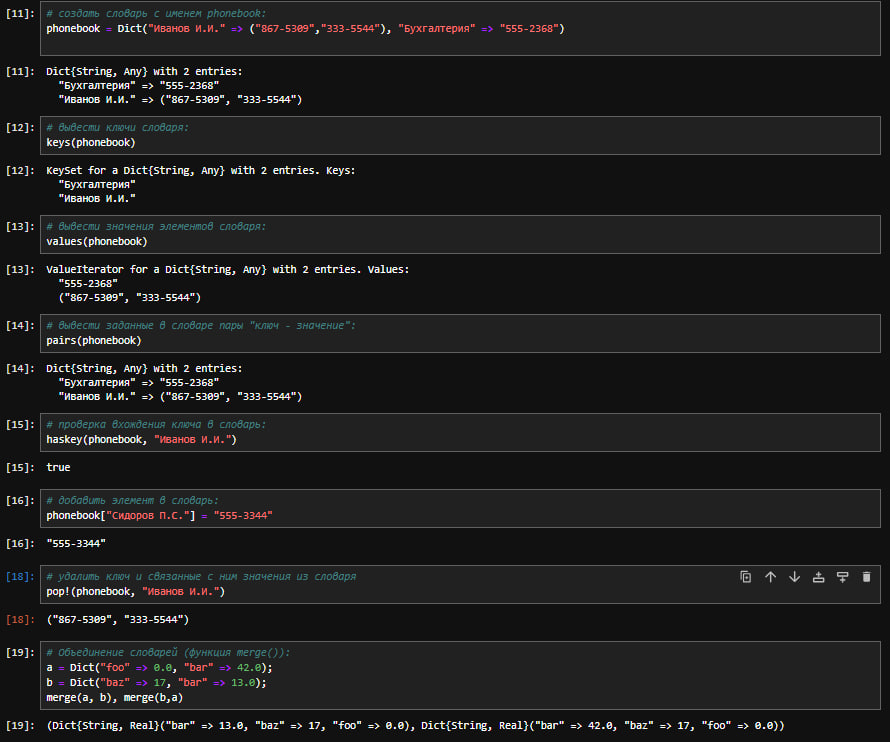 [11]: # создать словарь с именем phonebook:
phonebook = Dict("Иванов И.И." => ("867-5309","333-5544"), "Бухгалтерия" => "555-2368")
[11]: Dict{String, Any} with 2 entries:
"Бухгалтерия" => "555-2368"
"Иванов И.И." => ("867-5309", "333-5544")
[12]: # вывести ключи словаря:
keys(phonebook)
[12]: KeySet for a Dict{String, Any} with 2 entries. Keys:
"Бухгалтерия"
"Иванов И.И."
[13]: # вывести значения элементов словаря:
values(phonebook)
[13]: ValueIterator for a Dict{String, Any} with 2 entries. Values:
"555-2368"
("867-5309", "333-5544")
[14]: # вывести заданные в словаре пары "ключ - значение":
pairs(phonebook)
[14]: Dict{String, Any} with 2 entries:
"Бухгалтерия" => "555-2368"
"Иванов И.И." => ("867-5309", "333-5544")
[15]: # проверка вхождения ключа в словарь:
haskey(phonebook, "Иванов И.И.")
[15]: true
[16]: # добавить элемент в словарь:
phonebook["Сидоров П.С."] = "555-3344"
[16]: "555-3344"
[18]: # удалить ключ и связанные с ним значения из словаря
pop!(phonebook, "Иванов И.И.")
[18]: ("867-5309", "333-5544")
[19]: # Объединение словарей (функция merge()):
a = Dict("foo" => 0.0, "bar" => 42.0);
b = Dict("baz" => 17, "bar" => 13.0);
merge(a, b), merge(b,a)
[19]: (Dict{String, Real}("bar" => 13.0, "baz" => 17, "foo" => 0.0), Dict{String, Real}("bar" => 42.0, "baz" => 17, "foo" => 0.0))